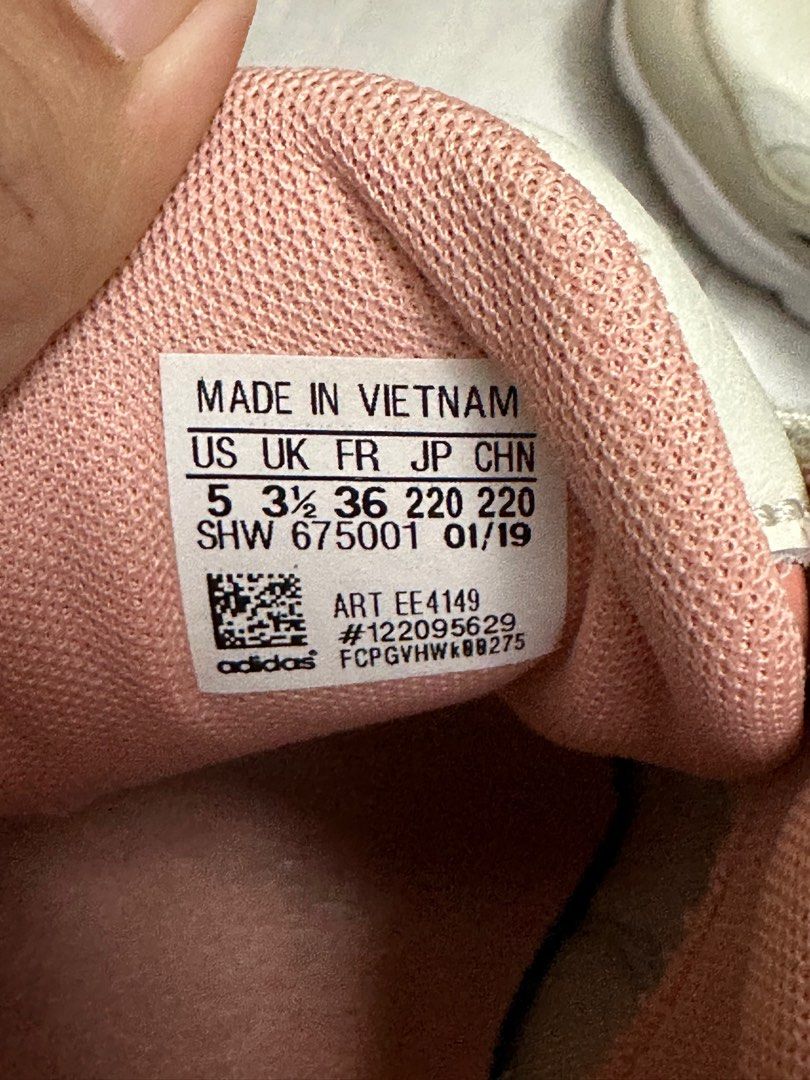 MADE IN VIETNAM
US UK FR JP CHN
5 3½ 36 220 220
SHW 675001 01/19
ART EE4149
#122095629
adidas